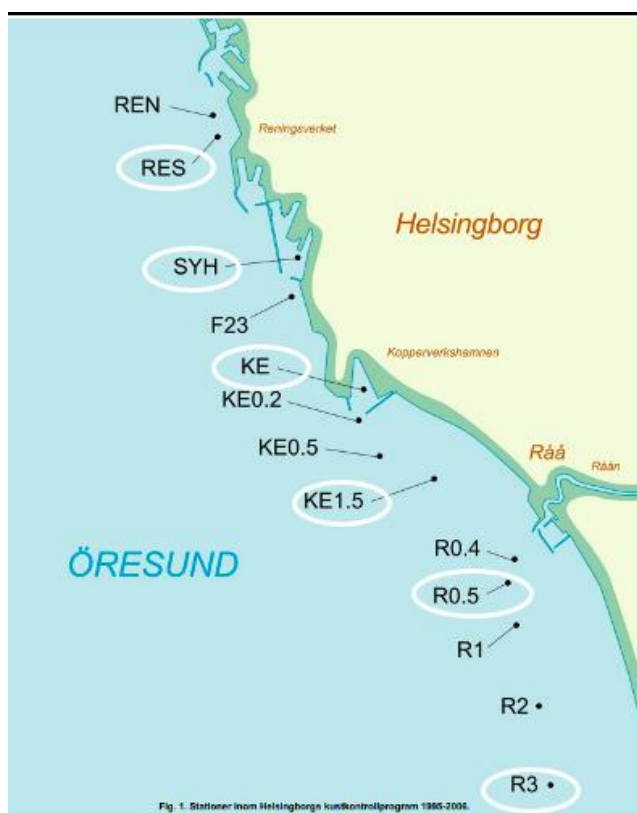 REN
Reningsverket
RES
Helsingborg
SYH
F23
Kopparverkshamnen
KE
KE0.2
KE0.5
Råå
Råån
KE1.5
R0.4
ÖRESUND
R0.5
R1
R2
R3
Fig. 1. Stationer inom Helsingborgs kustkontrollprogram 1995-2006.